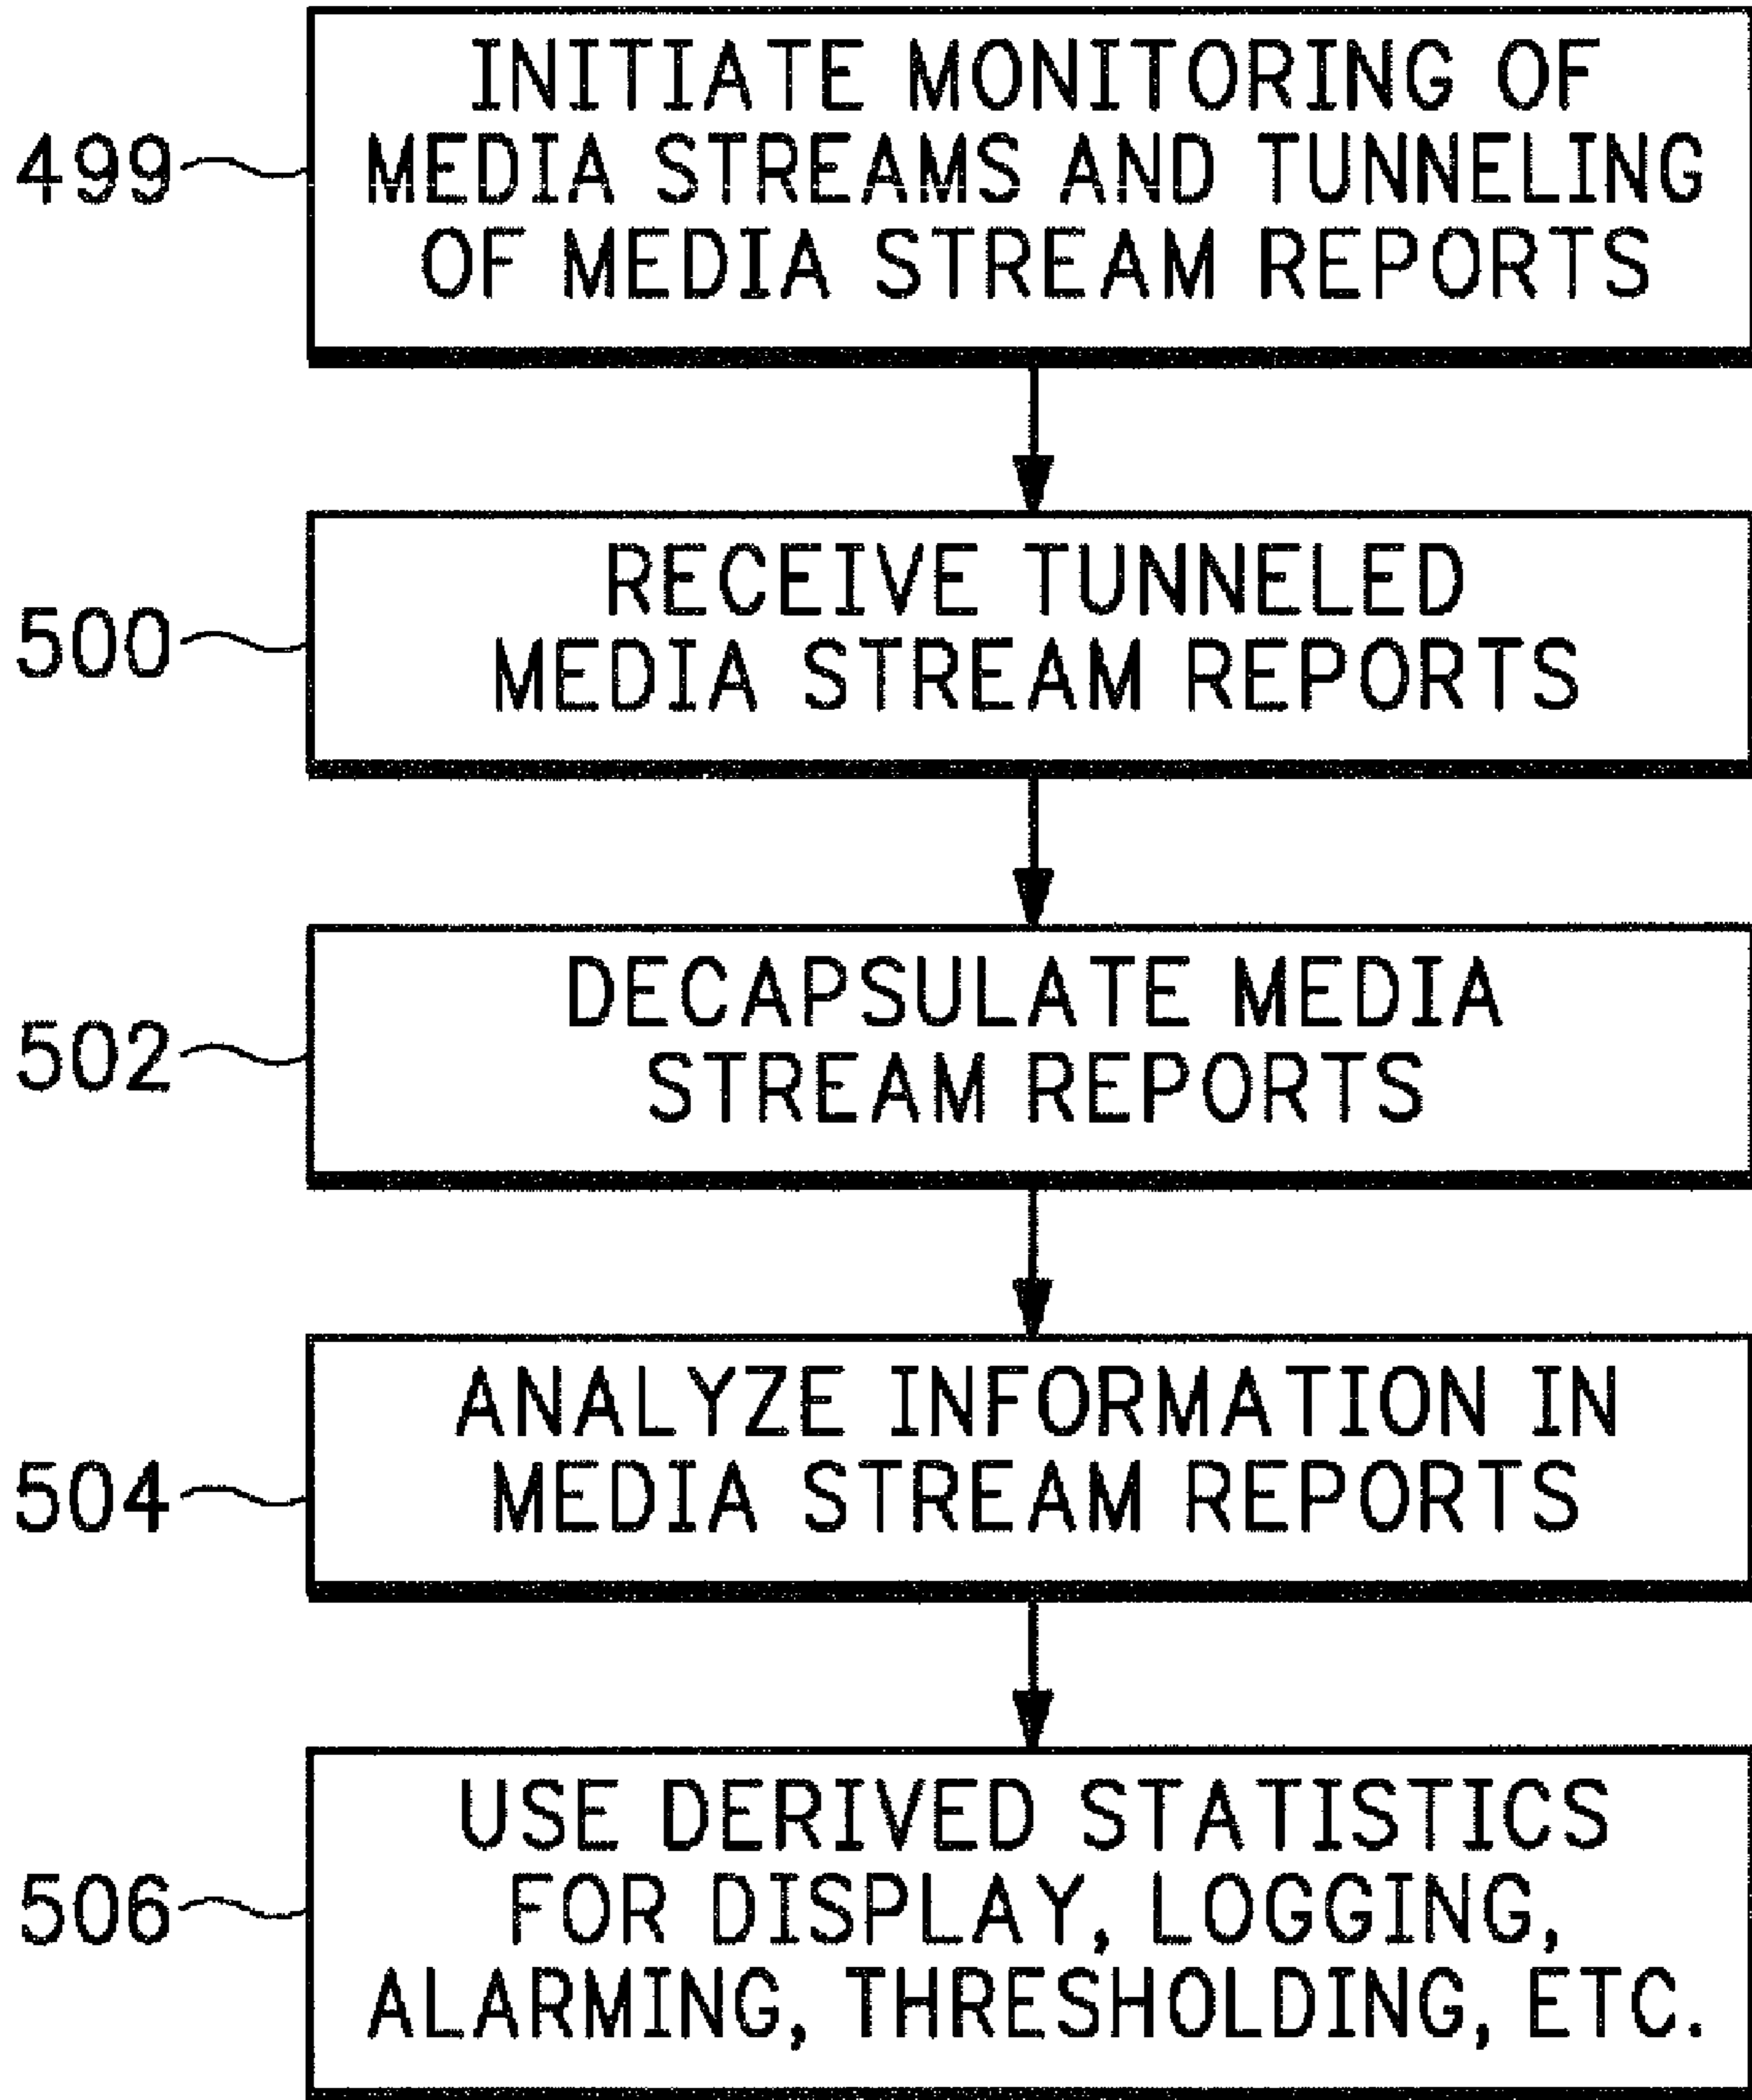 INITIATE MONITORING OF
499 MEDIA STREAMS AND TUNNELING
OF MEDIA STREAM REPORTS
RECEIVE TUNNELED
500 MEDIA STREAM REPORTS
DECAPSULATE MEDIA
502 STREAM REPORTS
ANALYZE INFORMATION IN
504 MEDIA STREAM REPORTS
USE DERIVED STATISTICS
506 FOR DISPLAY, LOGGING,
ALARMING, THRESHOLDING, ETC.